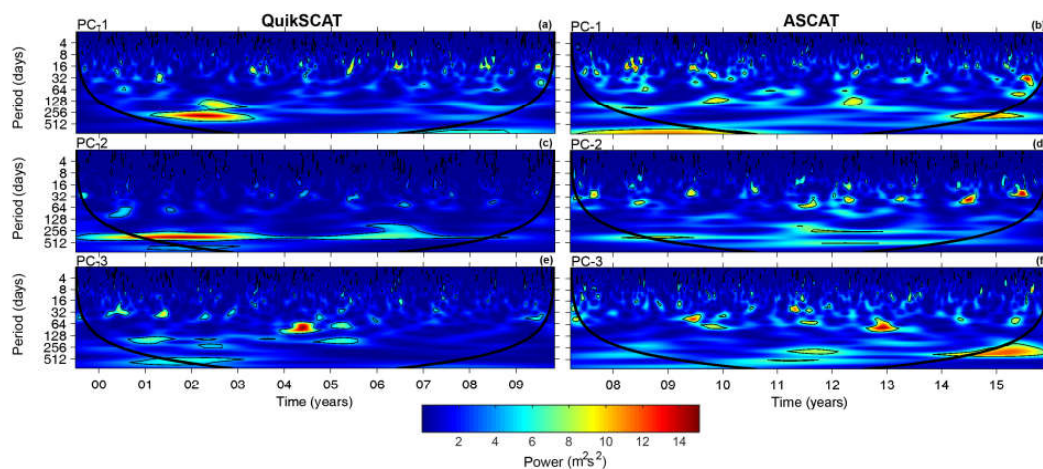 QuikSCAT
ASCAT
PC-1 (a)
PC-1 (b)
Period (days)
4
8
16
32
64
128
256
512
PC-2 (c)
PC-2 (d)
Period (days)
4
8
16
32
64
128
256
512
PC-3 (e)
PC-3 (f)
Period (days)
4
8
16
32
64
128
256
512
00 01 02 03 04 05 06 07 08 09
08 09 10 11 12 13 14 15
Time (years)
Time (years)
2 4 6 8 10 12 14
Power (m²s²)